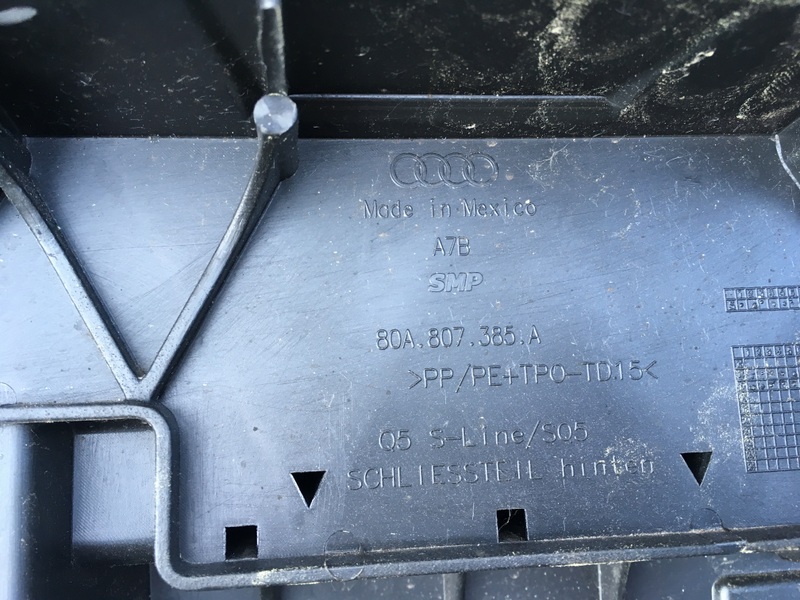 Made in Mexico
A7B
SMP
80A.807.385.A
>PP/PE+TPO-TD15<
Q5 S-Line/SQ5
SCHLIESSTEIL hinten